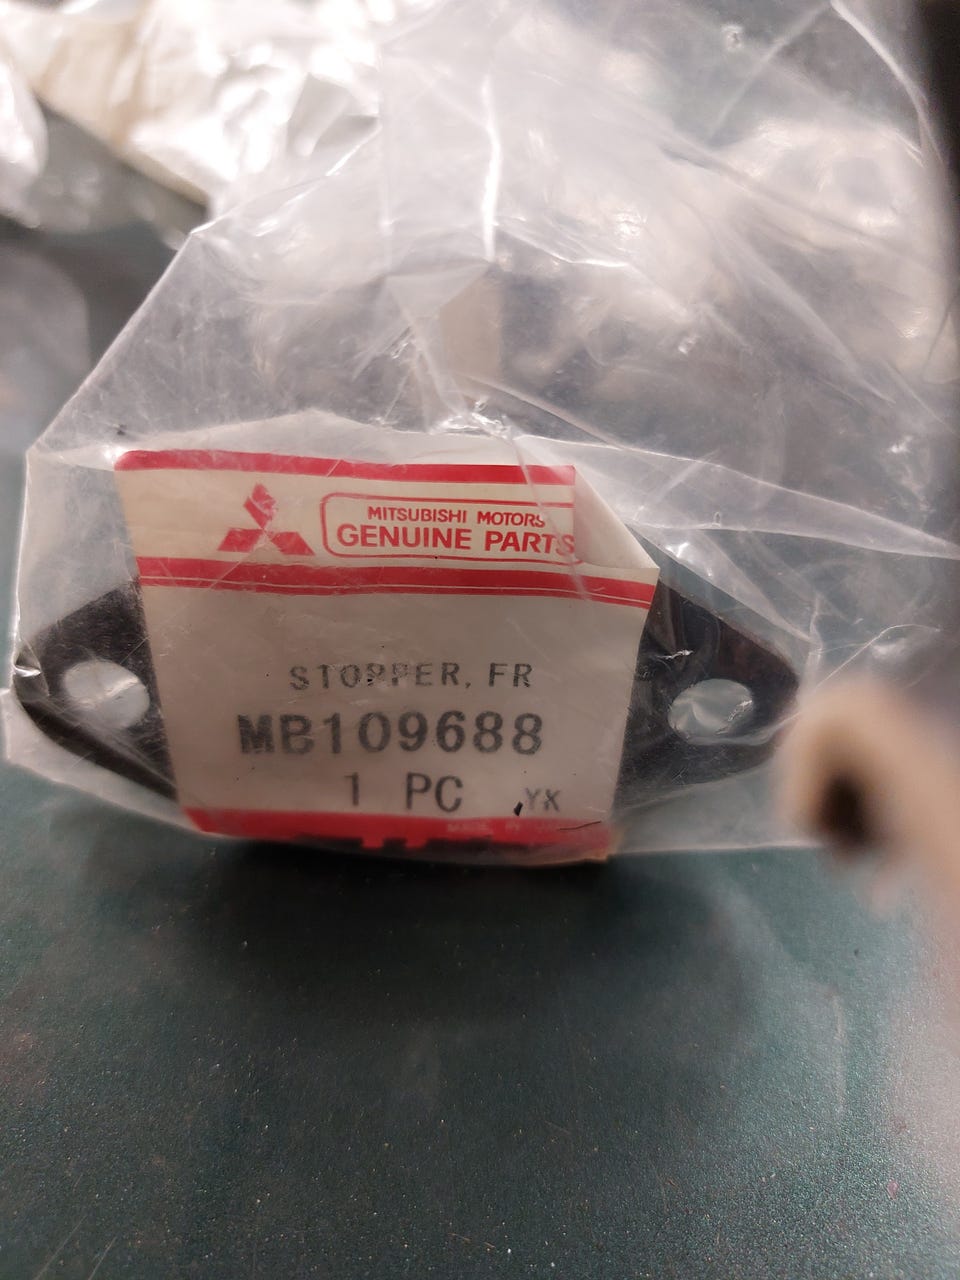 MITSUBISHI MOTORS
GENUINE PARTS
STOPPER, FR
MB109688
1 PC YX